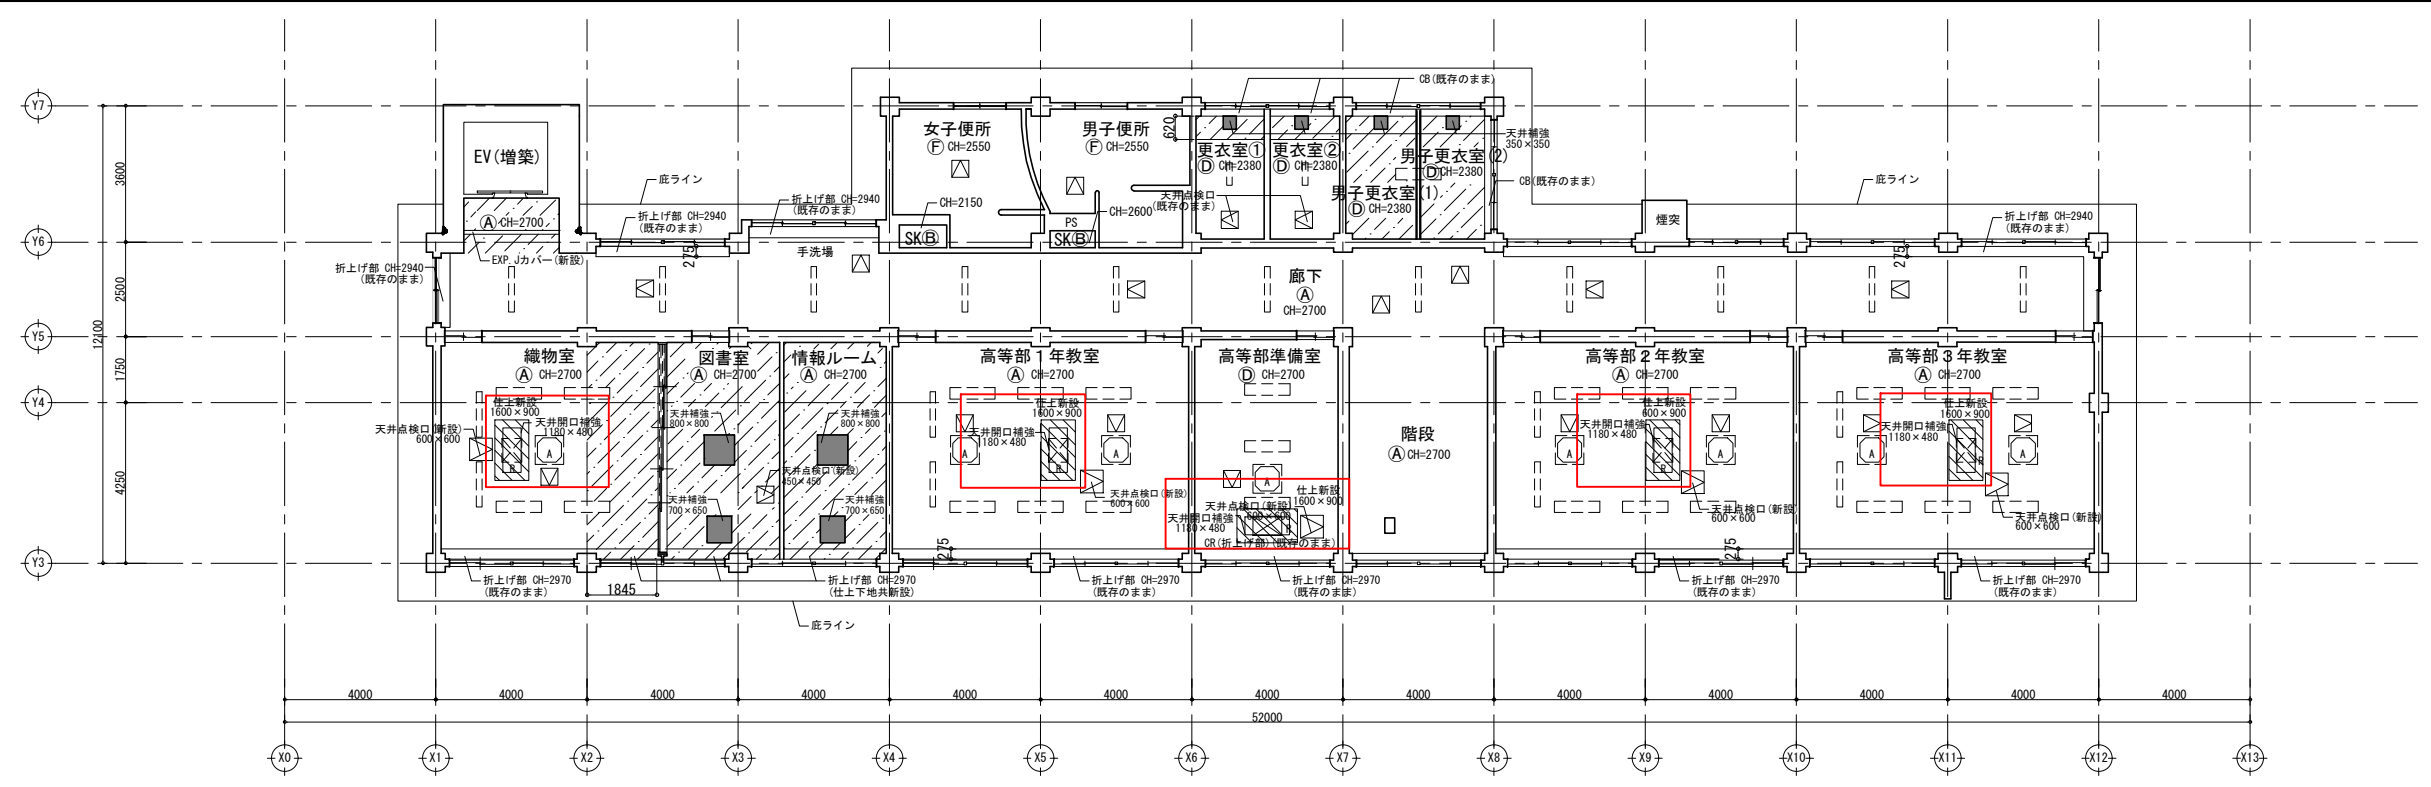 CB(既存のまま)
Y7
女子便所
Ⓕ CH=2550
男子便所
Ⓕ CH=2550
620
更衣室①
Ⓓ CH=2380
更衣室②
Ⓓ CH=2380
男子更衣室(2)
Ⓓ CH=2380
男子更衣室(1)
Ⓓ CH=2380
天井補強
350×350
CB(既存のまま)
EV(増築)
3600
庇ライン
庇ライン
折上げ部 CH=2940
(既存のまま)
折上げ部 CH=2940
(既存のまま)
CH=2150
CH=2600
天井点検口
(既存のまま)
煙突
折上げ部 CH=2940
(既存のまま)
Ⓐ CH=2700
PS
SKⒷ
SKⒷ
Y6
手洗場
275
275
EXP.Jカバー(新設)
折上げ部 CH=2940
(既存のまま)
2500
廊下
Ⓐ
CH=2700
Y5
12100
1750
織物室
Ⓐ CH=2700
図書室
Ⓐ CH=2700
情報ルーム
Ⓐ CH=2700
高等部１年教室
Ⓐ CH=2700
高等部準備室
Ⓓ CH=2700
高等部２年教室
Ⓐ CH=2700
高等部３年教室
Ⓐ CH=2700
Y4
仕上新設
1600×900
天井開口補強
1180×480
天井点検口(新設)
600×600
A
R
天井補強
800×800
天井補強
800×800
天井点検口(新設)
450×450
天井補強
700×650
天井補強
700×650
仕上新設
1600×900
天井開口補強
1180×480
A
R
A
天井点検口(新設)
600×600
階段
Ⓐ CH=2700
A
仕上新設
1600×900
天井点検口(新設)
600×600
天井開口補強
1180×480
R
CR(折上げ部)(既存のまま)
仕上新設
600×900
天井開口補強
1180×480
A
R
A
天井点検口(新設)
600×600
仕上新設
1600×900
天井開口補強
1180×480
A
R
A
天井点検口(新設)
600×600
4250
Y3
275
275
折上げ部 CH=2970
(既存のまま)
1845
折上げ部 CH=2970
(仕上下地共新設)
折上げ部 CH=2970
(既存のまま)
折上げ部 CH=2970
(既存のまま)
折上げ部 CH=2970
(既存のまま)
折上げ部 CH=2970
(既存のまま)
庇ライン
4000 4000 4000 4000 4000 4000 4000 4000 4000 4000 4000 4000 4000
52000
X0 X1 X2 X3 X4 X5 X6 X7 X8 X9 X10 X11 X12 X13